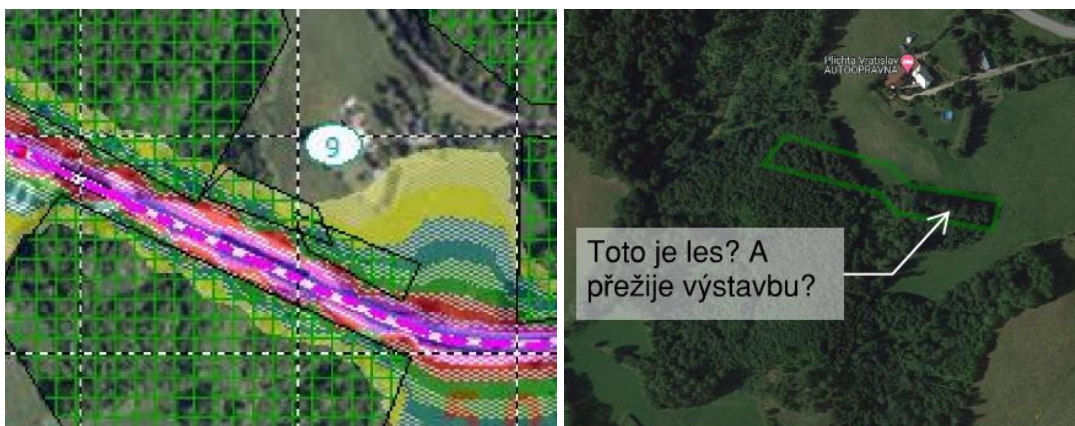 9
Plichta Vratislav
AUTOOPRAVNA
Toto je les? A
přežije výstavbu?